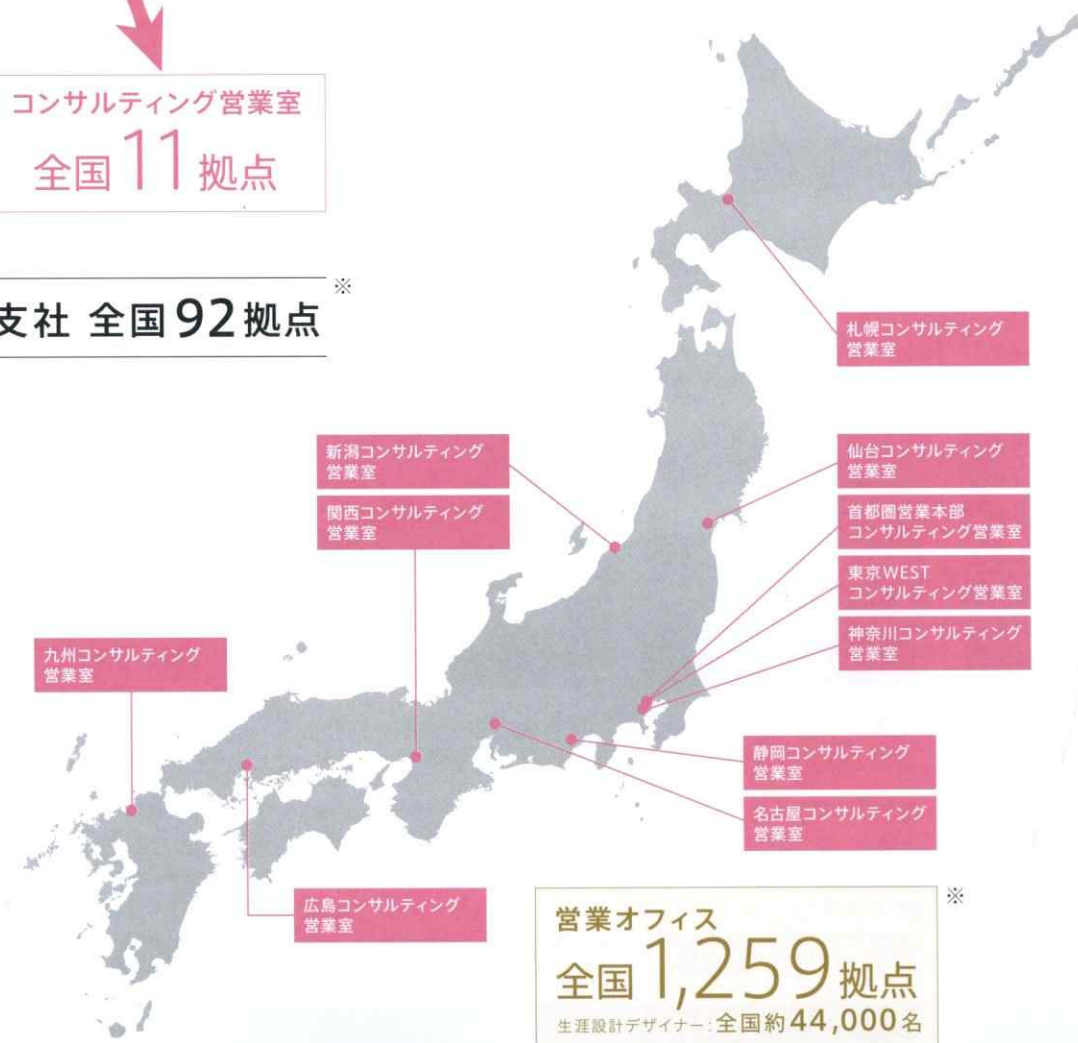 コンサルティング営業室
全国11拠点
支社 全国92拠点
※
札幌コンサルティング
営業室
新潟コンサルティング
営業室
仙台コンサルティング
営業室
関西コンサルティング
営業室
首都圏営業本部
コンサルティング営業室
東京WEST
コンサルティング営業室
神奈川コンサルティング
営業室
九州コンサルティング
営業室
静岡コンサルティング
営業室
名古屋コンサルティング
営業室
広島コンサルティング
営業室
営業オフィス
※
全国1,259拠点
生涯設計デザイナー:全国約44,000名